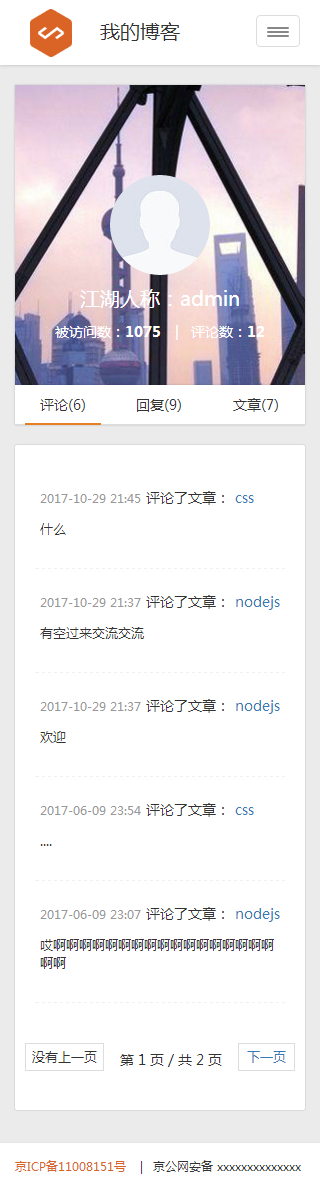 我的博客
江湖人称：admin
被访问数：1075 | 评论数：12
评论(6) 回复(9) 文章(7)
2017-10-29 21:45 评论了文章： css
什么
2017-10-29 21:37 评论了文章： nodejs
有空过来交流交流
2017-10-29 21:37 评论了文章： nodejs
欢迎
2017-06-09 23:54 评论了文章： css
....
2017-06-09 23:07 评论了文章： nodejs
哎啊啊啊啊啊啊啊啊啊啊啊啊啊啊啊啊啊
啊啊
没有上一页 第 1 页 / 共 2 页 下一页
京ICP备11008151号 | 京公网安备 xxxxxxxxxxxxxx